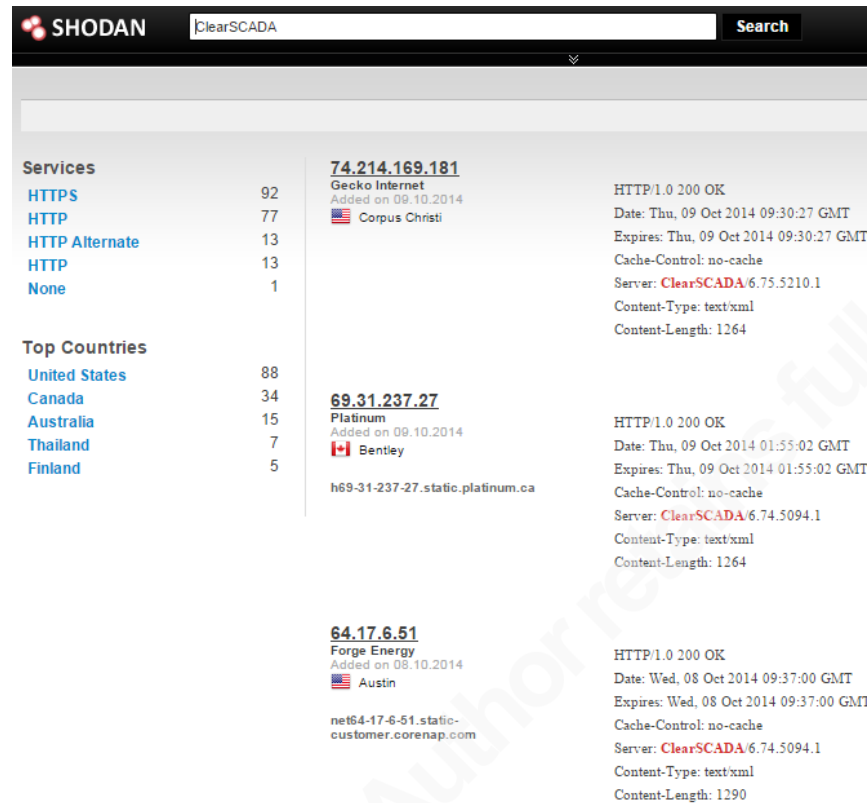 SHODAN
ClearSCADA
Search
Services
HTTPS 92
HTTP 77
HTTP Alternate 13
HTTP 13
None 1
Top Countries
United States 88
Canada 34
Australia 15
Thailand 7
Finland 5
74.214.169.181
Gecko Internet
Added on 09.10.2014
Corpus Christi
HTTP/1.0 200 OK
Date: Thu, 09 Oct 2014 09:30:27 GMT
Expires: Thu, 09 Oct 2014 09:30:27 GMT
Cache-Control: no-cache
Server: ClearSCADA/6.75.5210.1
Content-Type: text/xml
Content-Length: 1264
69.31.237.27
Platinum
Added on 09.10.2014
Bentley
h69-31-237-27.static.platinum.ca
HTTP/1.0 200 OK
Date: Thu, 09 Oct 2014 01:55:02 GMT
Expires: Thu, 09 Oct 2014 01:55:02 GMT
Cache-Control: no-cache
Server: ClearSCADA/6.74.5094.1
Content-Type: text/xml
Content-Length: 1264
64.17.6.51
Forge Energy
Added on 08.10.2014
Austin
net64-17-6-51.static-
customer.corenap.com
HTTP/1.0 200 OK
Date: Wed, 08 Oct 2014 09:37:00 GMT
Expires: Wed, 08 Oct 2014 09:37:00 GMT
Cache-Control: no-cache
Server: ClearSCADA/6.74.5094.1
Content-Type: text/xml
Content-Length: 1290
Author retains full